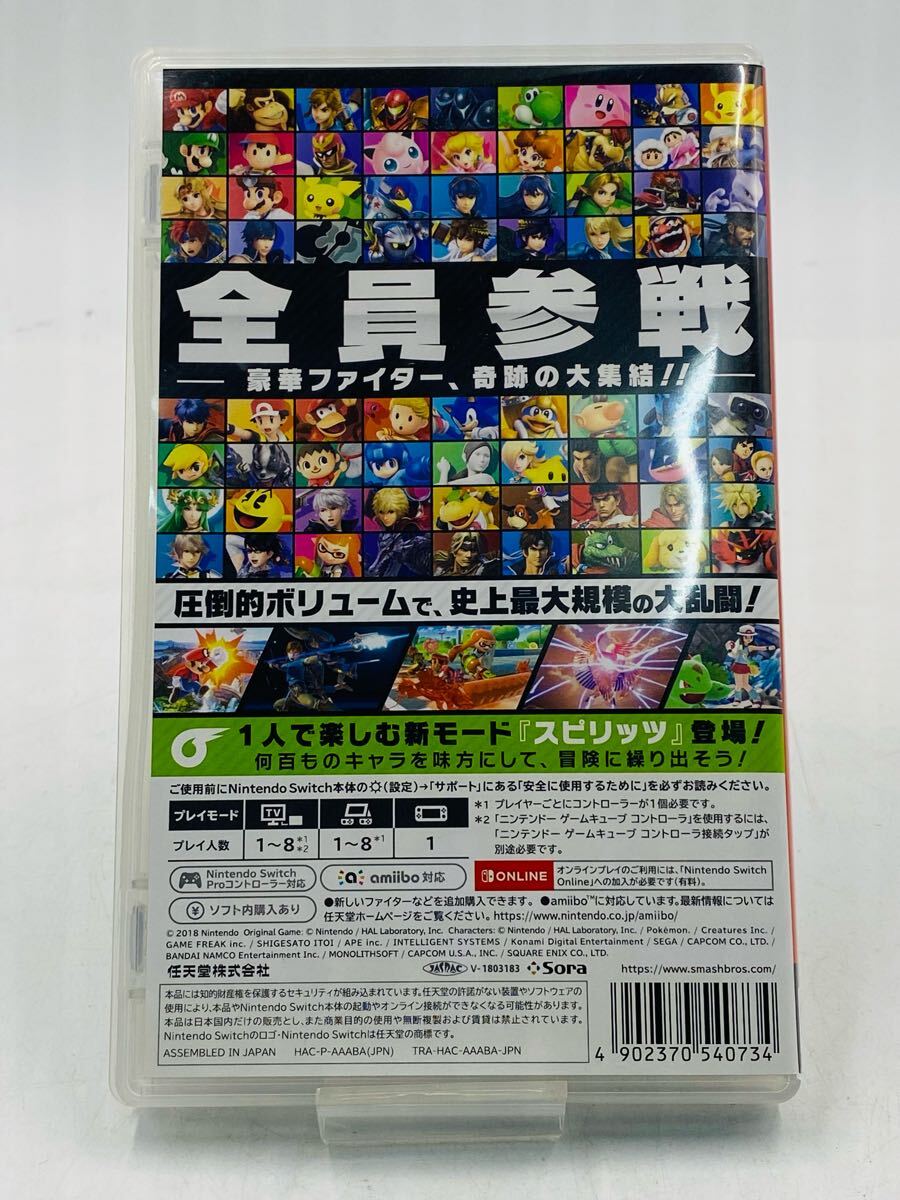 全員参戦
豪華ファイター、奇跡の大集結!!
圧倒的ボリュームで、史上最大規模の大乱闘!
1人で楽しむ新モード『スピリッツ』登場!
何百ものキャラを味方にして、冒険に繰り出そう!
ご使用前にNintendo Switch本体の(設定)→「サポート」にある「安全に使用するために」を必ずお読みください。
プレイモード TV
プレイ人数 1~8*1 *2 1~8*1 1
*1 プレイヤーごとにコントローラーが1個必要です。
*2 「ニンテンドー ゲームキューブ コントローラ」を使用するには、
「ニンテンドー ゲームキューブ コントローラ接続タップ」が
別途必要です。
Nintendo Switch
Proコントローラー対応
amiibo 対応
ONLINE
オンラインプレイのご利用には、「Nintendo Switch
Online」への加入が必要です(有料)。
¥ ソフト内購入あり
●新しいファイターなどを追加購入できます。 ●amiibo™に対応しています。最新情報については
任天堂ホームページをご覧ください。https://www.nintendo.co.jp/amiibo/
© 2018 Nintendo Original Game: © Nintendo / HAL Laboratory, Inc. Characters: © Nintendo / HAL Laboratory, Inc. / Pokémon. / Creatures Inc. /
GAME FREAK inc. / SHIGESATO ITOI / APE inc. / INTELLIGENT SYSTEMS / Konami Digital Entertainment / SEGA / CAPCOM CO., LTD. /
BANDAI NAMCO Entertainment Inc. / MONOLITHSOFT / CAPCOM U.S.A., INC. / SQUARE ENIX CO., LTD.
任天堂株式会社
JASRAC V-1803183 Sora
https://www.smashbros.com/
本品には知的財産権を保護するセキュリティが組み込まれています。任天堂の許諾がない装置やソフトウェアの
使用により、本品やNintendo Switch本体の起動やオンライン接続ができなくなる可能性があります。
本品は日本国内だけの販売とし、また商業目的の使用や無断複製および賃貸は禁止されています。
Nintendo Switchのロゴ・Nintendo Switchは任天堂の商標です。
ASSEMBLED IN JAPAN HAC-P-AAABA(JPN) TRA-HAC-AAABA-JPN
4 902370 540734